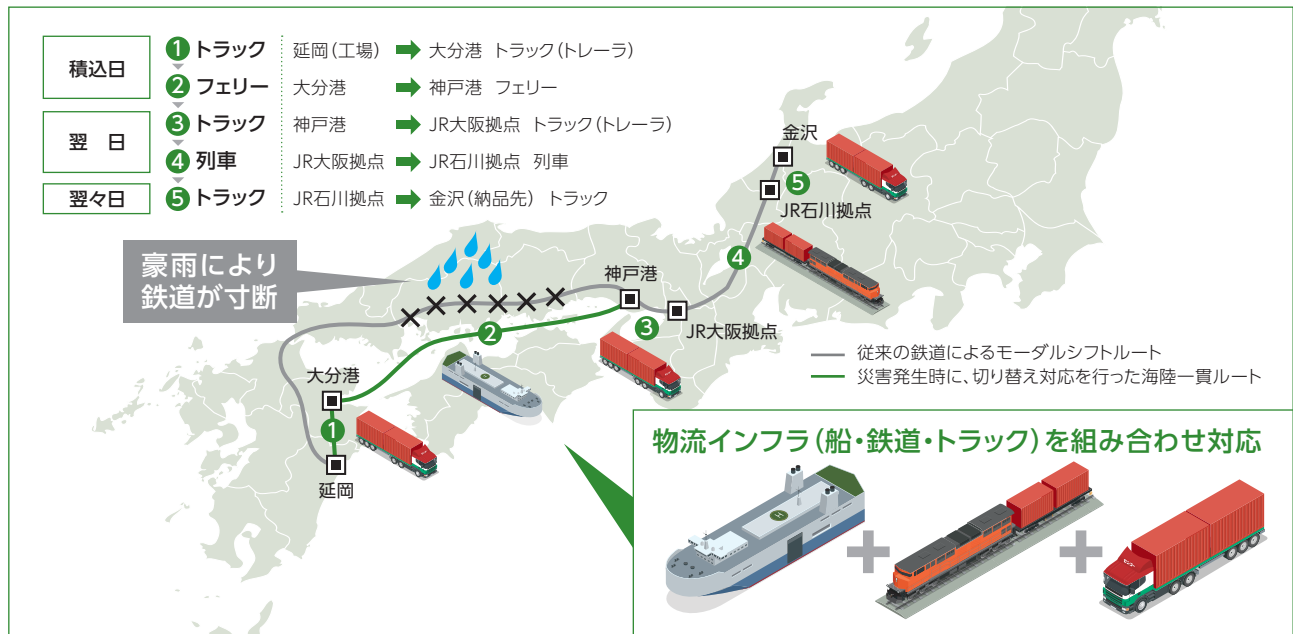 積込日
❶トラック 延岡(工場) ➡ 大分港 トラック(トレーラ)
❷フェリー 大分港 ➡ 神戸港 フェリー
翌 日
❸トラック 神戸港 ➡ JR大阪拠点 トラック(トレーラ)
❹列車 JR大阪拠点 ➡ JR石川拠点 列車
翌々日
❺トラック JR石川拠点 ➡ 金沢(納品先) トラック
豪雨により
鉄道が寸断
金沢
❺
JR石川拠点
❹
神戸港
❸
JR大阪拠点
❷
大分港
❶
延岡
従来の鉄道によるモーダルシフトルート
災害発生時に、切り替え対応を行った海陸一貫ルート
物流インフラ(船・鉄道・トラック)を組み合わせ対応
H